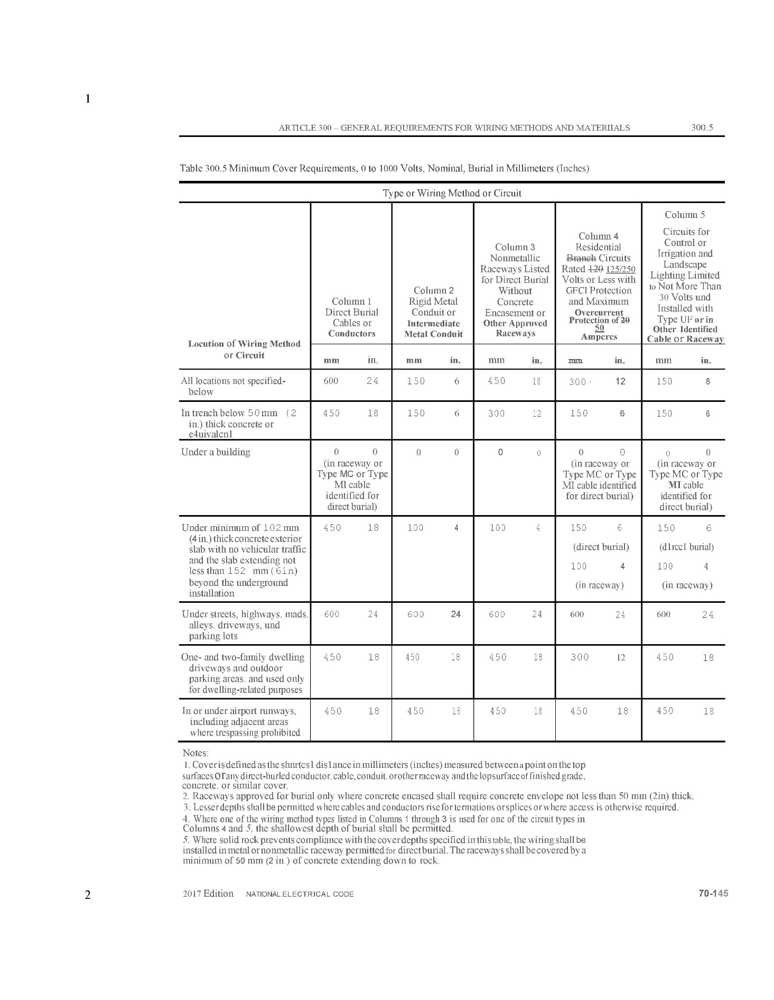 1
ARTICLE 300 – GENERAL REQUIREMENTS FOR WIRING METHODS AND MATERIIALS 300.5
Table 300.5 Minimum Cover Requirements, 0 to 1000 Volts, Nominal, Burial in Millimeters (Inches)
Type or Wiring Method or Circuit
Locution of Wiring Method
or Circuit
Column 1
Direct Burial
Cables or
Conductors
Column 2
Rigid Metal
Conduit or
Intermediate
Metal Conduit
Column 3
Nonmetallic
Raceways Listed
for Direct Burial
Without
Concrete
Encasement or
Other Approved
Raceways
Column 4
Residential
Branch Circuits
Rated 120 125/250
Volts or Less with
GFCI Protection
and Maximum
Overcurrent
Protection of 20
50
Amperes
Column 5
Circuits for
Control or
Irrigation and
Landscape
Lighting Limited
to Not More Than
30 Volts und
Installed with
Type UF or in
Other Identified
Cable or Raceway
mm in. mm in. mm in. mm in. mm in.
All locations not specified- 600 24 150 6 450 18 300 · 12 150 6
below
In trench below 50 mm (2 450 18 150 6 300 12 150 6 150 6
in.) thick concrete or
e4uivalcn1
Under a building 0 0 0 0 0 0 0 0 0 0
(in raceway or
Type MC or Type
Ml cable
identified for
direct burial)
(in raceway or
Type MC or Type
MI cable identified
for direct burial)
(in raceway or
Type MC or Type
MI cable
identified for
direct burial)
Under minimum of 102 mm 450 18 100 4 100 4 150 6 150 6
(4 in.) thick concrete exterior
slab with no vehicular traffic (direct burial) (d1rcc1 burial)
and the slab extending not
less than 152 mm (6in) 100 4 100 4
beyond the underground (in raceway) (in raceway)
installation
Under streets, highways. mads. 600 24 600 24 600 24 600 24 600 24
alleys. driveways, und
parking lots
One- and two-family dwelling 450 18 450 18 450 18 300 12 450 18
driveways and outdoor
parking areas. and used only
for dwelling-related purposes
In or under airport runways, 450 18 450 18 450 18 450 18 450 18
including adjacent areas
where trespassing prohibited
Notes:
1. Cover is defined as the shnrtcs1 dis1ance in millimeters (inches) measured between a point on the top
surfaces or any direct-hurled conductor. cable, conduit. or other raceway and the lop surface of finished grade,
concrete. or similar cover.
2. Raceways approved for burial only where concrete encased shall require concrete envelope not less than 50 mm (2in) thick.
3. Lesser depths shall be permitted where cables and conductors rise for termations or splices or where access is otherwise required.
4. Where one of the wiring method types listed in Columns 1 through 3 is used for one of the circuit types in
Columns 4 and 5, the shallowest depth of burial shall be permitted.
5. Where solid rock prevents compliance with the cover depths specified in this table, the wiring shall be
installed in metal or nonmetallic raceway permitted for direct burial. The raceways shall be covered by a
minimum of 50 mm (2 in.) of concrete extending down to rock.
2
2017 Edition NATIONAL ELECTRICAL CODE 70-145